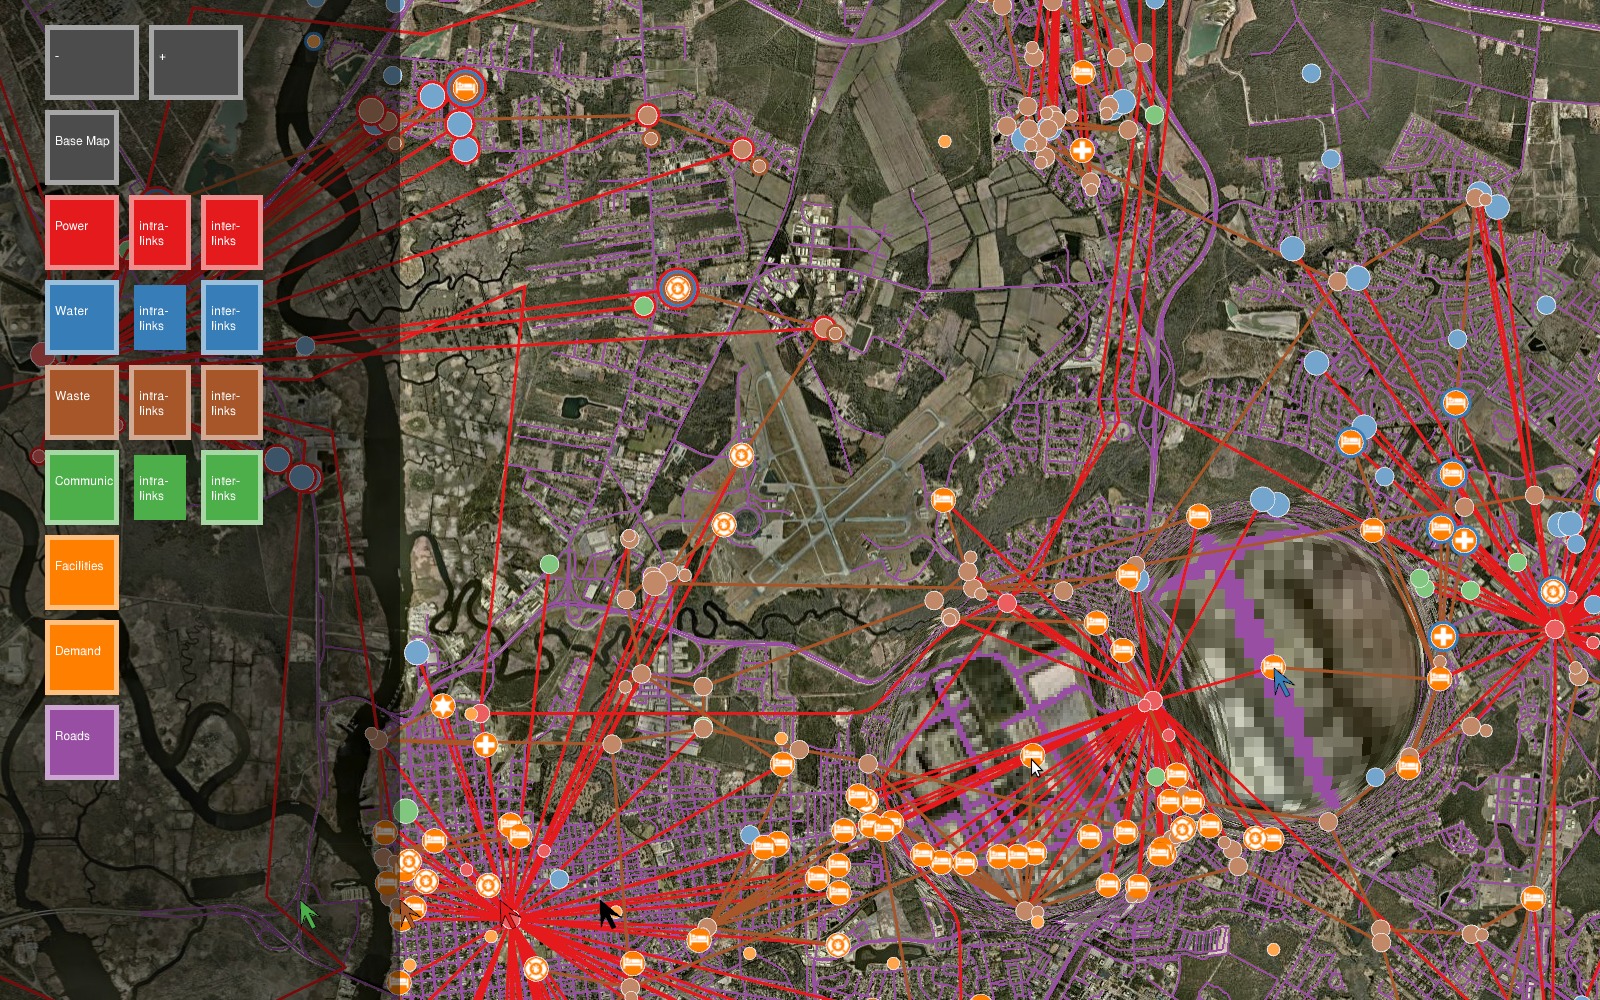 -
+
Base Map
Power
intra-
links
inter-
links
Water
intra-
links
inter-
links
Waste
intra-
links
inter-
links
Communic
intra-
links
inter-
links
Facilities
Demand
Roads